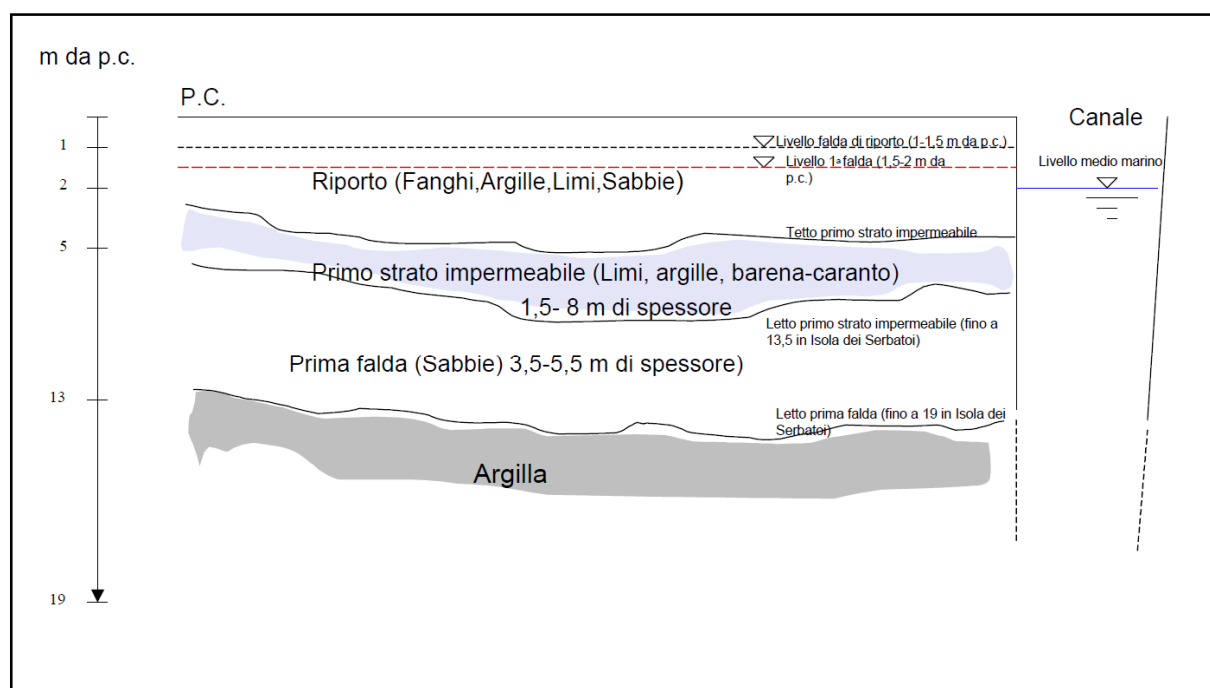 m da p.c.
P.C.
Canale
1
Livello falda di riporto (1-1,5 m da p.c.)
Livello 1ª falda (1,5-2 m da
p.c.)
Livello medio marino
2
Riporto (Fanghi,Argille,Limi,Sabbie)
Tetto primo strato impermeabile
5
Primo strato impermeabile (Limi, argille, barena-caranto)
1,5- 8 m di spessore
Letto primo strato impermeabile (fino a
13,5 in Isola dei Serbatoi)
Prima falda (Sabbie) 3,5-5,5 m di spessore)
13
Letto prima falda (fino a 19 in Isola dei
Serbatoi)
Argilla
19